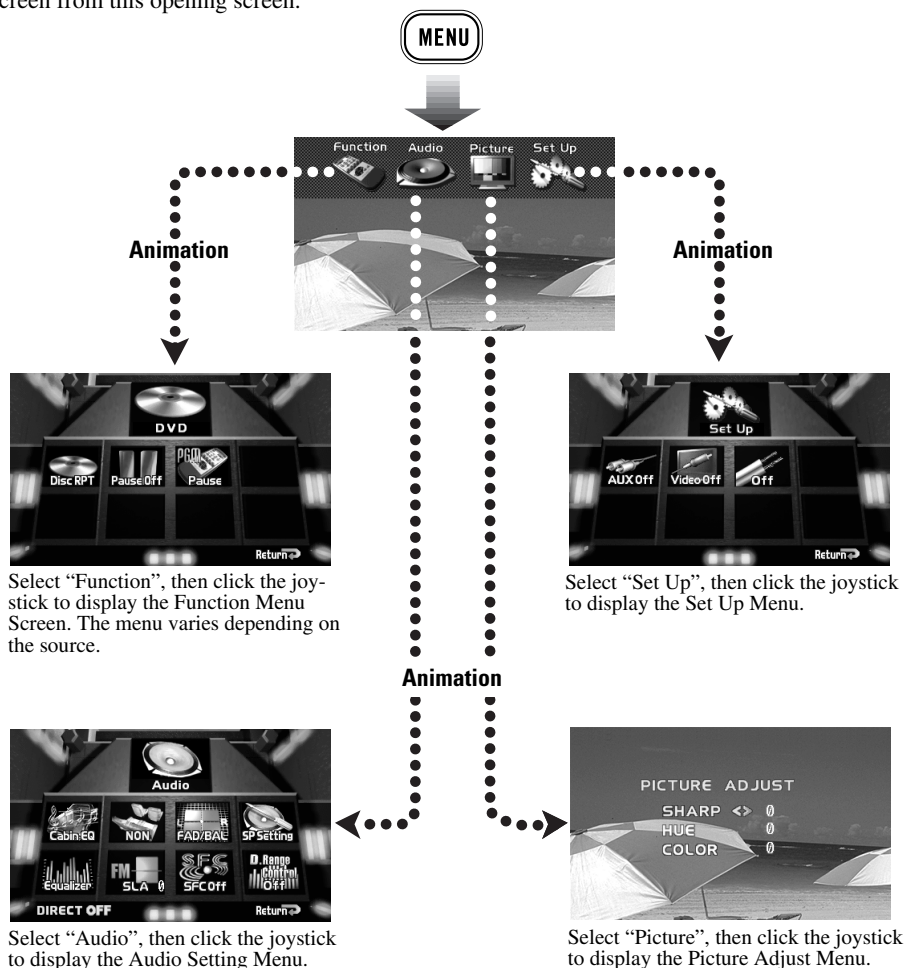 creen from this opening screen.
MENU
Function Audio Picture Set Up
Animation
Animation
DVD
Disc RPT Pause Off PGM Pause
Return
Select “Function”, then click the joy-
stick to display the Function Menu
Screen. The menu varies depending on
the source.
Set Up
AUX Off Video Off Off
Return
Select “Set Up”, then click the joystick
to display the Set Up Menu.
Animation
Audio
Cabin EQ NON FAD/BAL SP Setting
Equalizer FM SLA 0 SFC SFC Off D.Range Control Off
DIRECT OFF Return
Select “Audio”, then click the joystick
to display the Audio Setting Menu.
PICTURE ADJUST
SHARP <> 0
HUE 0
COLOR 0
Select “Picture”, then click the joystick
to display the Picture Adjust Menu.